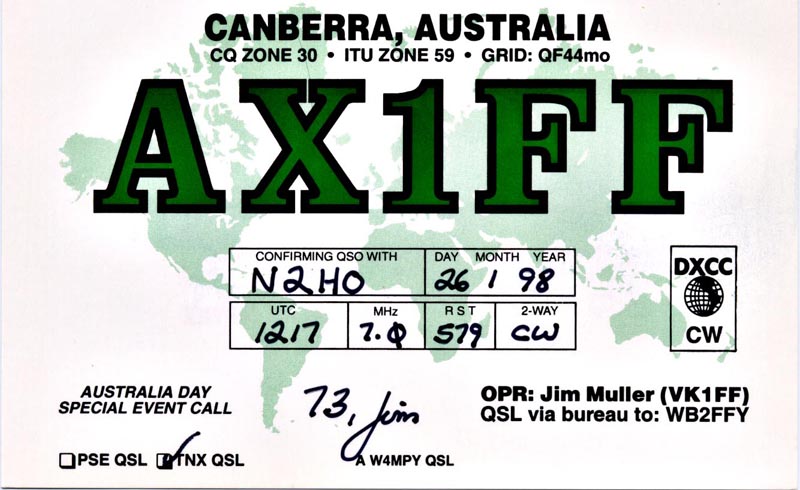 CANBERRA, AUSTRALIA
CQ ZONE 30 • ITU ZONE 59 • GRID: QF44mo
AX1FF
CONFIRMING QSO WITH DAY MONTH YEAR
N2HO 26 1 98
UTC MHz RST 2-WAY
1217 7.0 579 CW
DXCC
CW
AUSTRALIA DAY
SPECIAL EVENT CALL
73, Jim
OPR: Jim Muller (VK1FF)
QSL via bureau to: WB2FFY
PSE QSL TNX QSL
A W4MPY QSL